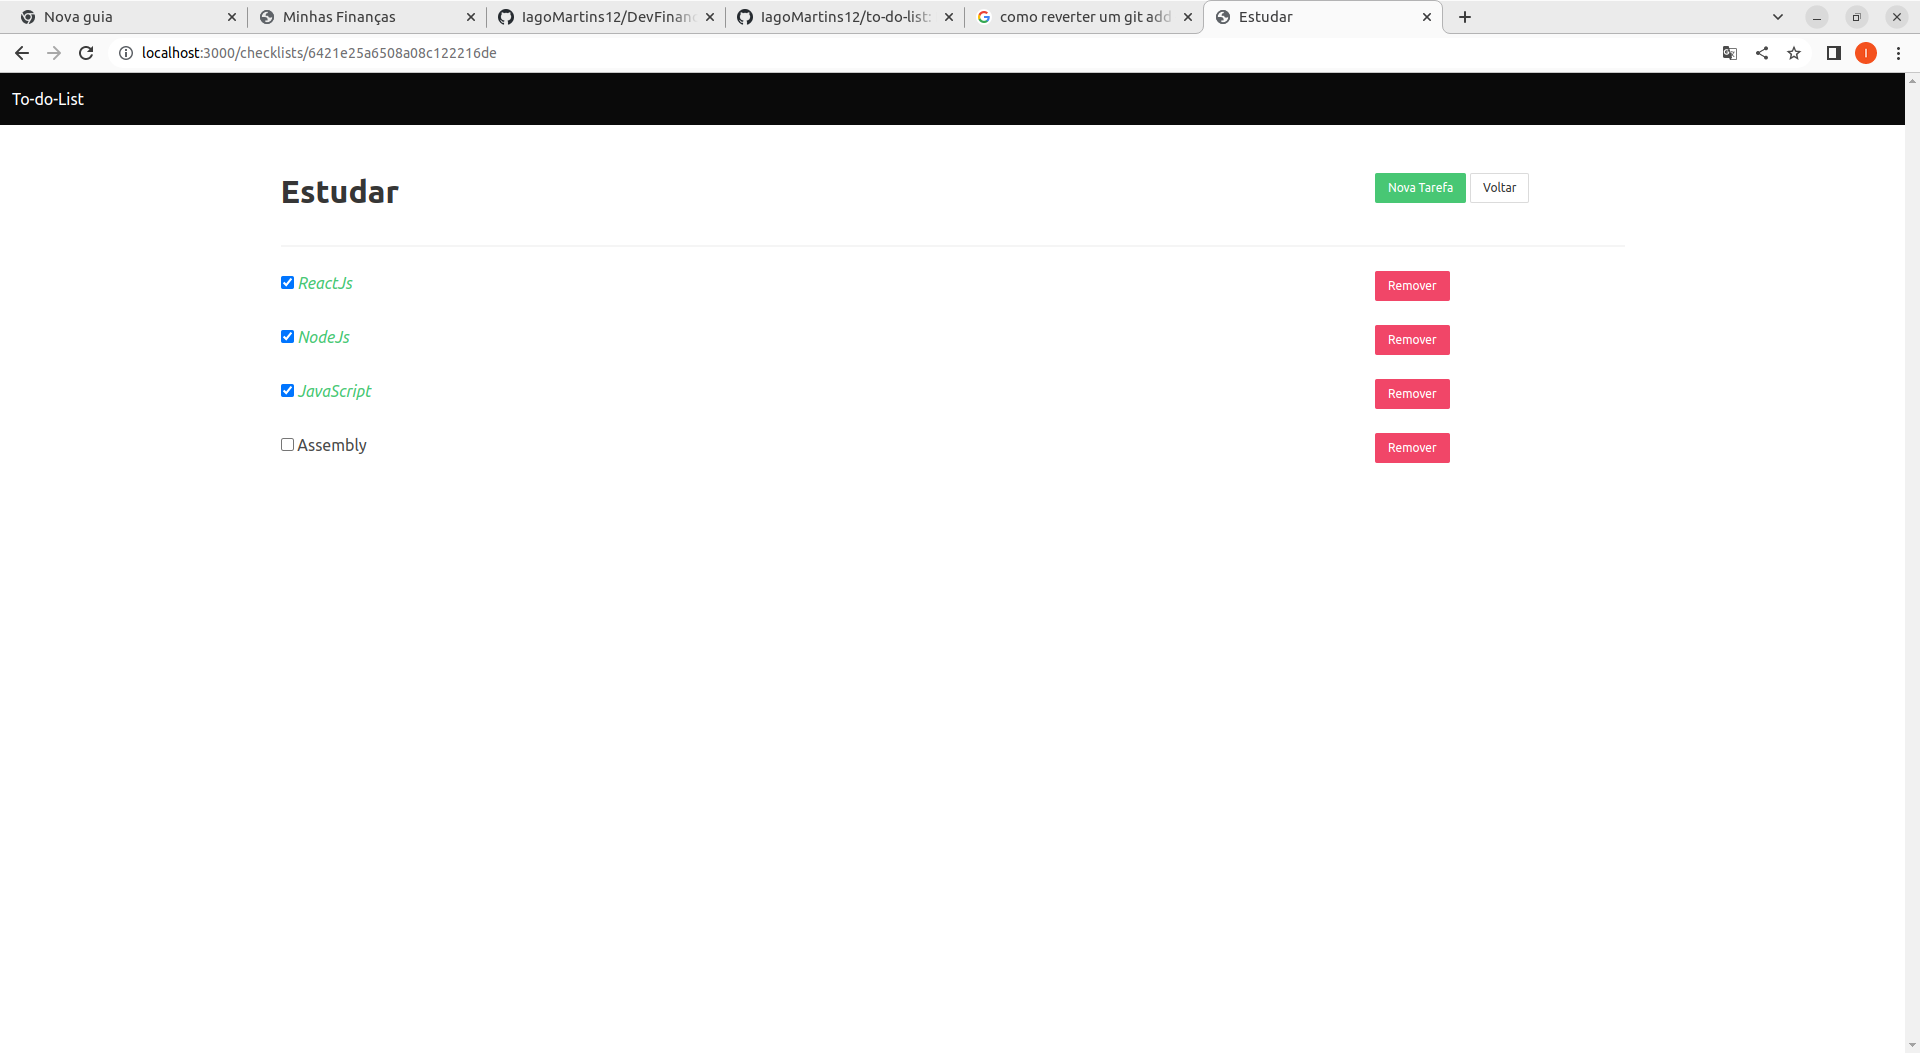 Nova guia
Minhas Finanças
IagoMartins12/DevFinan
IagoMartins12/to-do-list:
como reverter um git add
Estudar
localhost:3000/checklists/6421e25a6508a08c122216de
I
To-do-List
Estudar
Nova Tarefa Voltar
ReactJs Remover
NodeJs Remover
JavaScript Remover
Assembly Remover